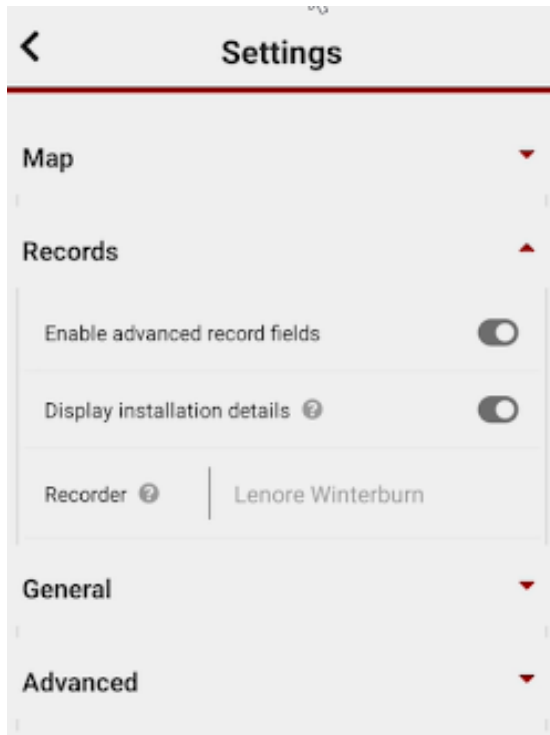 Settings
Map
Records
Enable advanced record fields
Display installation details ?
Recorder ? Lenore Winterburn
General
Advanced